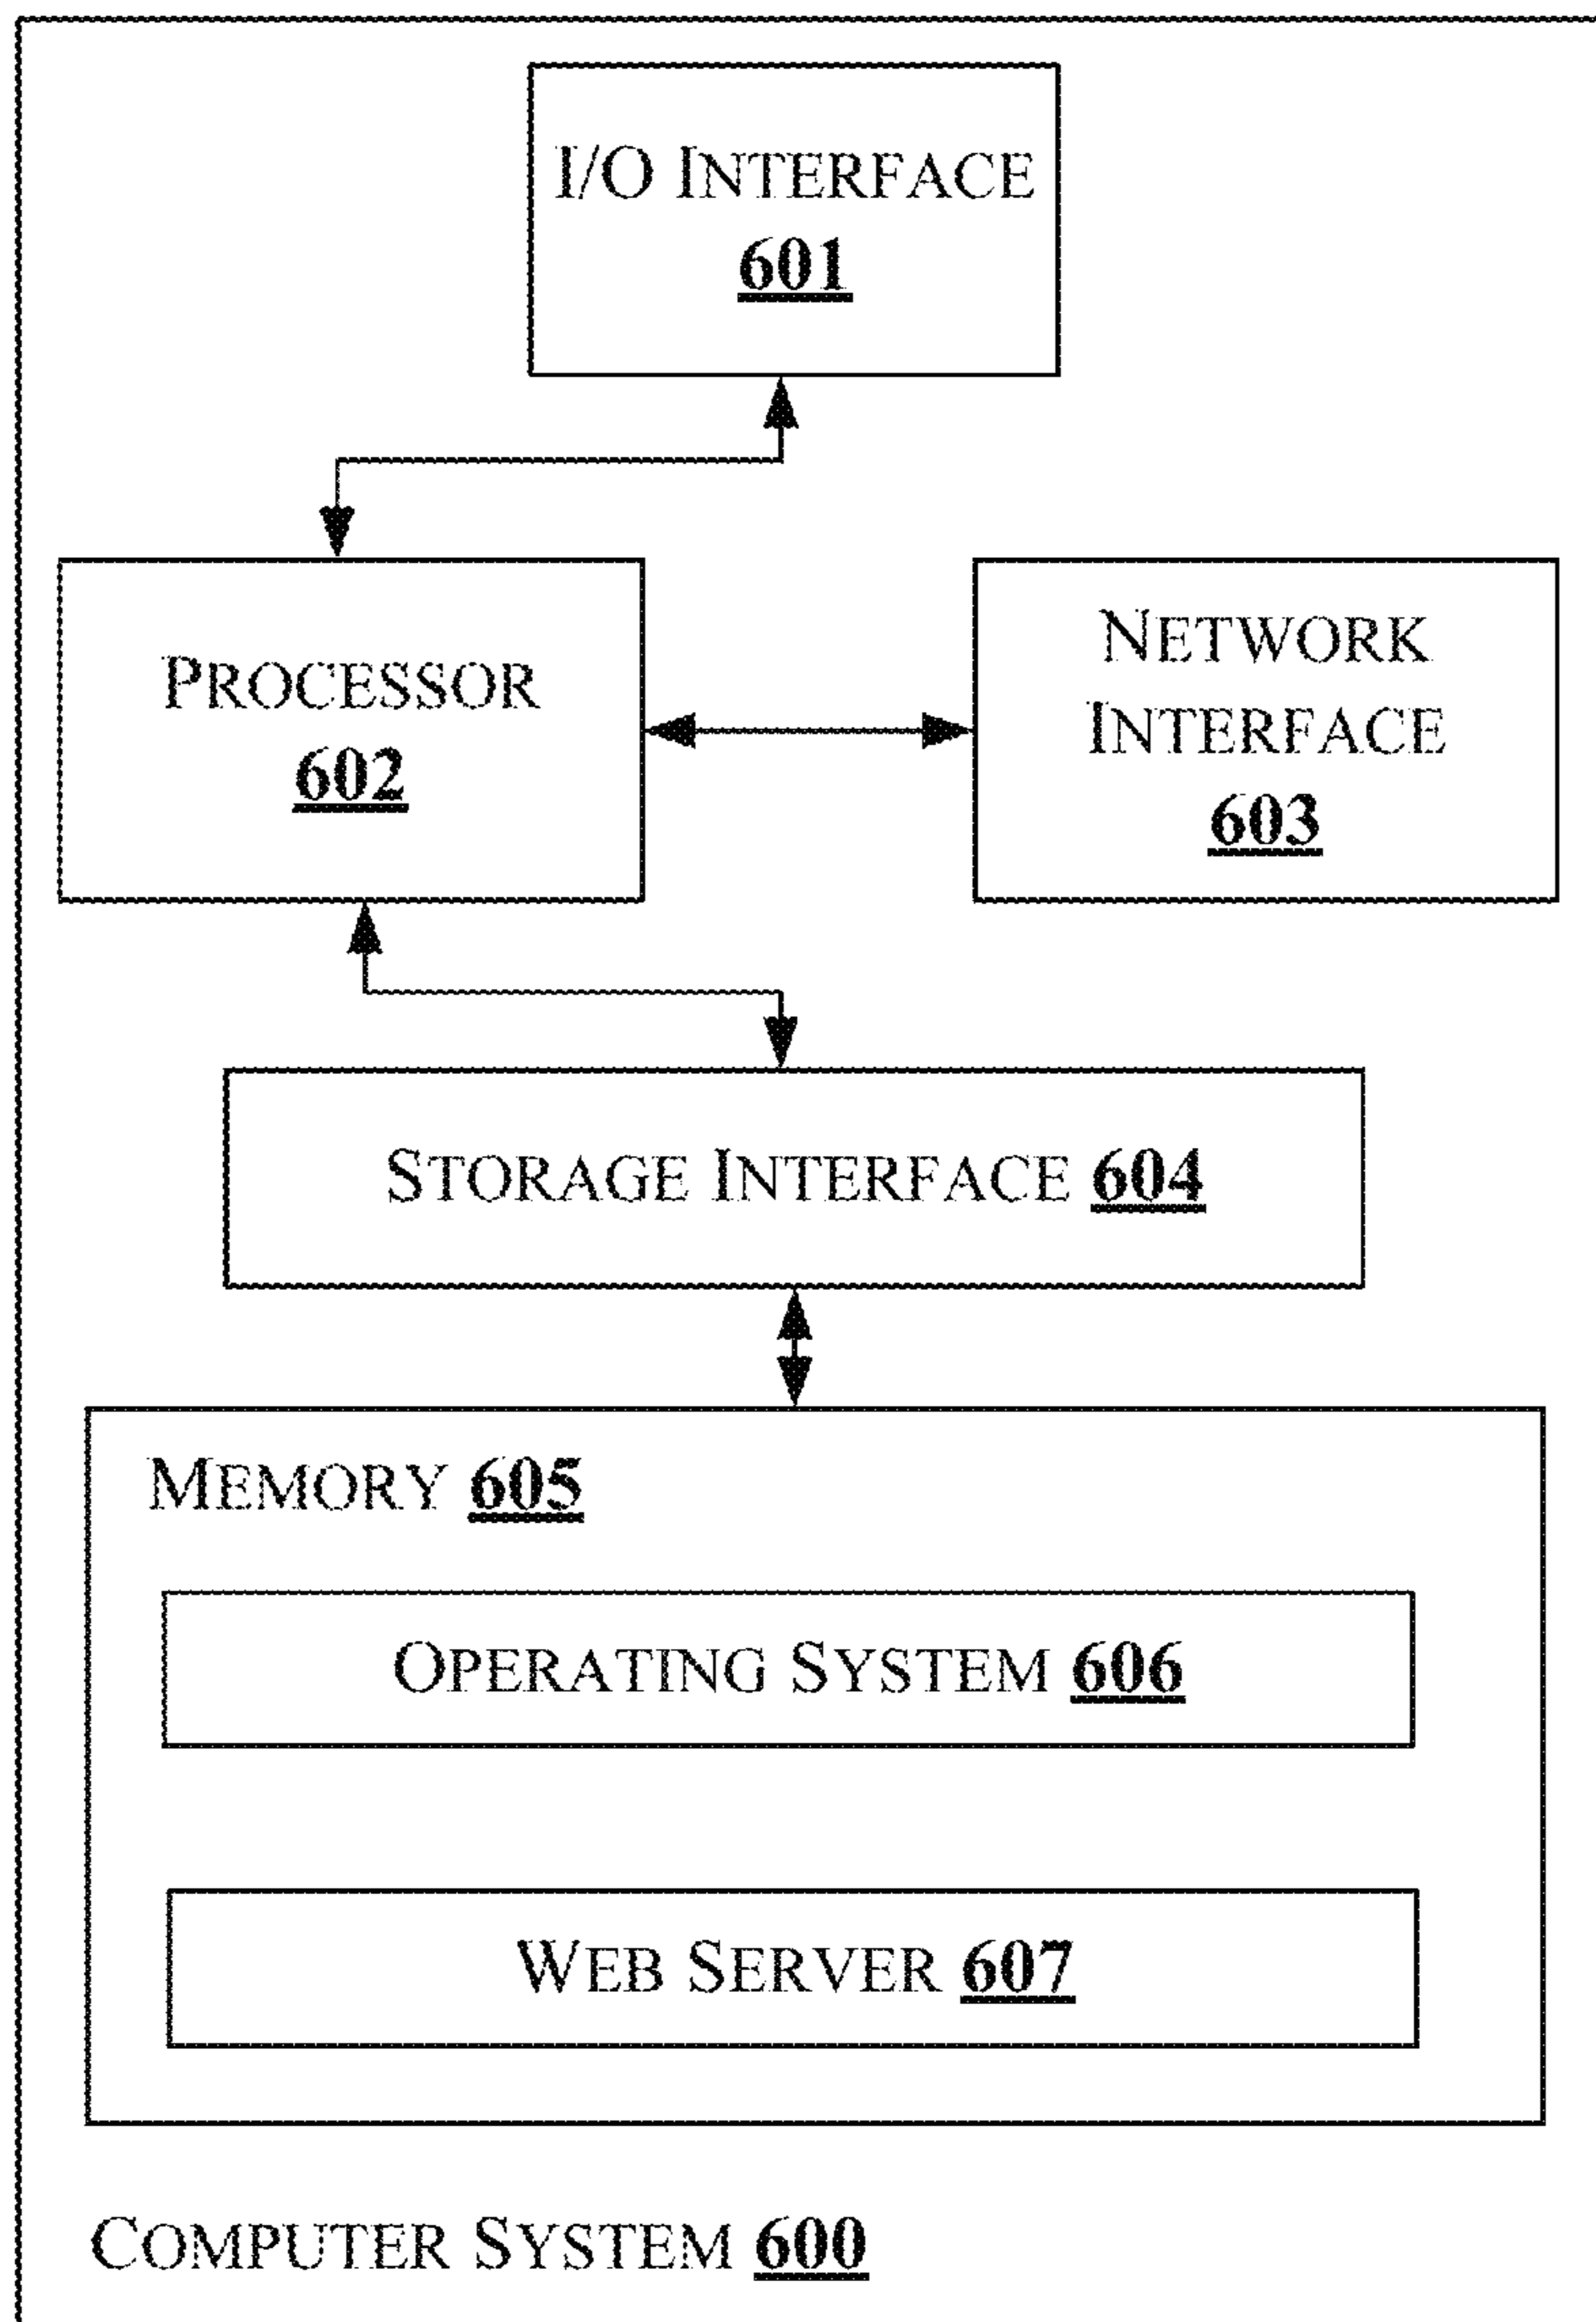 I/O INTERFACE
601
PROCESSOR
602
NETWORK
INTERFACE
603
STORAGE INTERFACE 604
MEMORY 605
OPERATING SYSTEM 606
WEB SERVER 607
COMPUTER SYSTEM 600